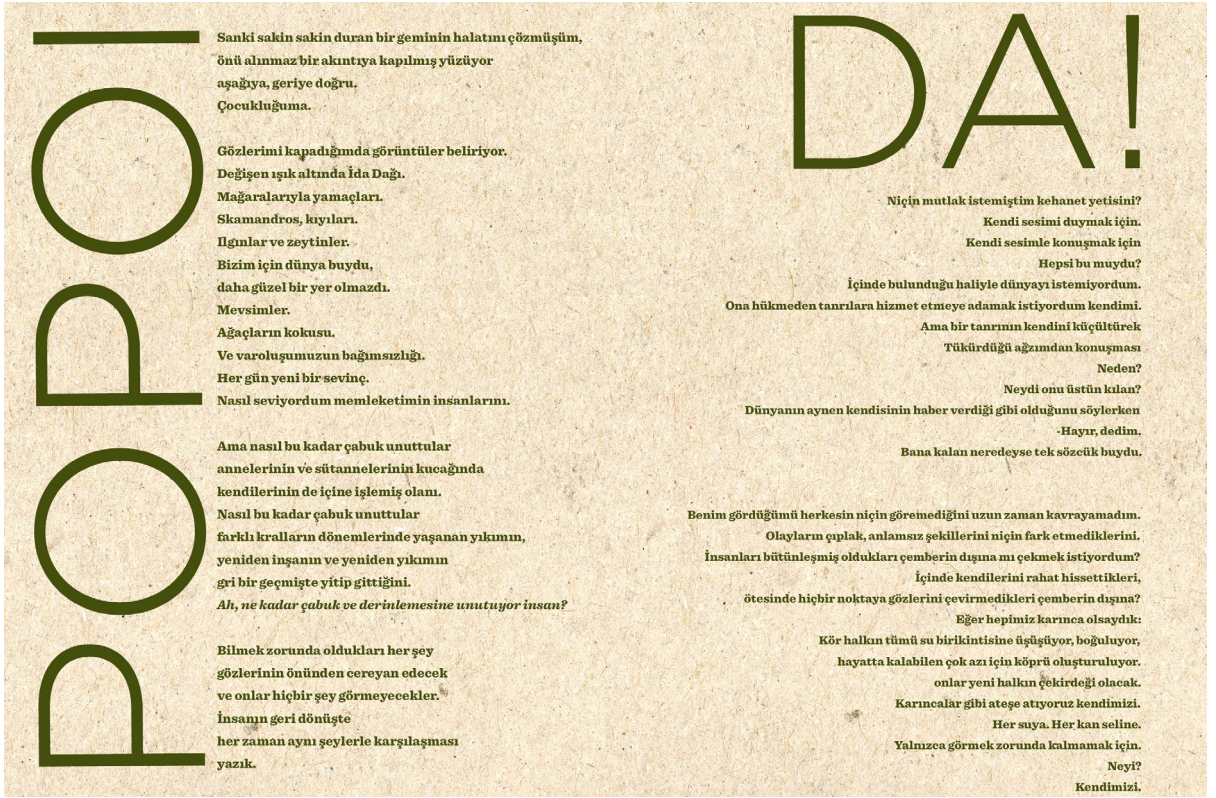 POPOI
Sanki sakin sakin duran bir geminin halatını çözmüşüm,
önü alınmaz bir akıntıya kapılmış yüzüyor
aşağıya, geriye doğru.
Çocukluğuma.
Gözlerimi kapadığımda görüntüler beliriyor.
Değişen ışık altında İda Dağı.
Mağaralarıyla yamaçları.
Skamandros, kıyıları.
Ilgınlar ve zeytinler.
Bizim için dünya buydu,
daha güzel bir yer olmazdı.
Mevsimler.
Ağaçların kokusu.
Ve varoluşumuzun bağımsızlığı.
Her gün yeni bir sevinç.
Nasıl seviyordum memleketimin insanlarını.
Ama nasıl bu kadar çabuk unuttular
annelerinin ve sütannelerinin kucağında
kendilerinin de içine işlemiş olanı.
Nasıl bu kadar çabuk unuttular
farklı kralların dönemlerinde yaşanan yıkımın,
yeniden inşanın ve yeniden yıkımın
gri bir geçmişte yitip gittiğini.
Ah, ne kadar çabuk ve derinlemesine unutuyor insan?
Bilmek zorunda oldukları her şey
gözlerinin önünden cereyan edecek
ve onlar hiçbir şey görmeyecekler.
İnsanın geri dönüşte
her zaman aynı şeylerle karşılaşması
yazık.
DA!
Niçin mutlak istemiştim kehanet yetisini?
Kendi sesimi duymak için.
Kendi sesimle konuşmak için
Hepsi bu muydu?
İçinde bulunduğu haliyle dünyayı istemiyordum.
Ona hükmeden tanrılara hizmet etmeye adamak istiyordum kendimi.
Ama bir tanrının kendini küçültürek
Tükürdüğü ağzımdan konuşması
Neden?
Neydi onu üstün kılan?
Dünyanın aynen kendisinin haber verdiği gibi olduğunu söylerken
-Hayır, dedim.
Bana kalan neredeyse tek sözcük buydu.
Benim gördüğümü herkesin niçin göremediğini uzun zaman kavrayamadım.
Olayların çıplak, anlamsız şekillerini niçin fark etmediklerini.
İnsanları bütünleşmiş oldukları çemberin dışına mı çekmek istiyordum?
İçinde kendilerini rahat hissettikleri,
ötesinde hiçbir noktaya gözlerini çevirmedikleri çemberin dışına?
Eğer hepimiz karınca olsaydık:
Kör halkın tümü su birikintisine üşüşüyor, boğuluyor,
hayatta kalabilen çok azı için köprü oluşturuluyor.
onlar yeni halkın çekirdeği olacak.
Karıncalar gibi ateşe atıyoruz kendimizi.
Her suya. Her kan seline.
Yalnızca görmek zorunda kalmamak için.
Neyi?
Kendimizi.